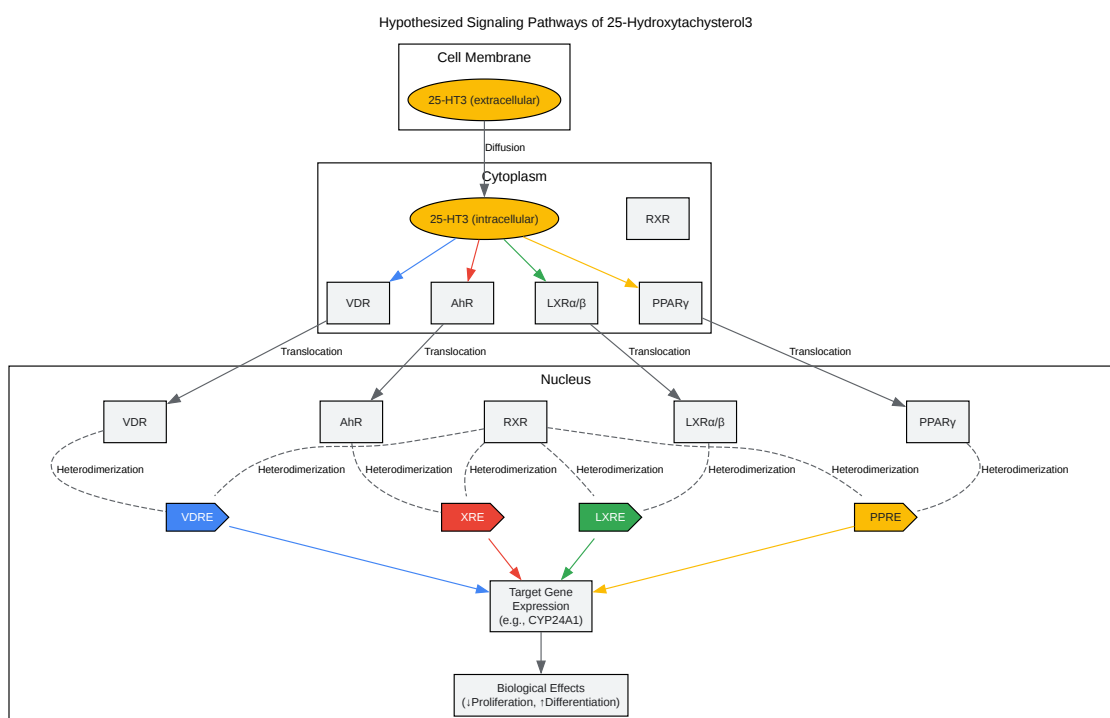 Hypothesized Signaling Pathways of 25-Hydroxytachysterol3
Cell Membrane
25-HT3 (extracellular)
Diffusion
Cytoplasm
25-HT3 (intracellular)
RXR
VDR
AhR
LXRα/β
PPARγ
Translocation
Translocation
Translocation
Translocation
Nucleus
VDR
AhR
RXR
LXRα/β
PPARγ
Heterodimerization
Heterodimerization
Heterodimerization
Heterodimerization
Heterodimerization
Heterodimerization
Heterodimerization
Heterodimerization
VDRE
XRE
LXRE
PPRE
Target Gene
Expression
(e.g., CYP24A1)
Biological Effects
(↓Proliferation, ↑Differentiation)